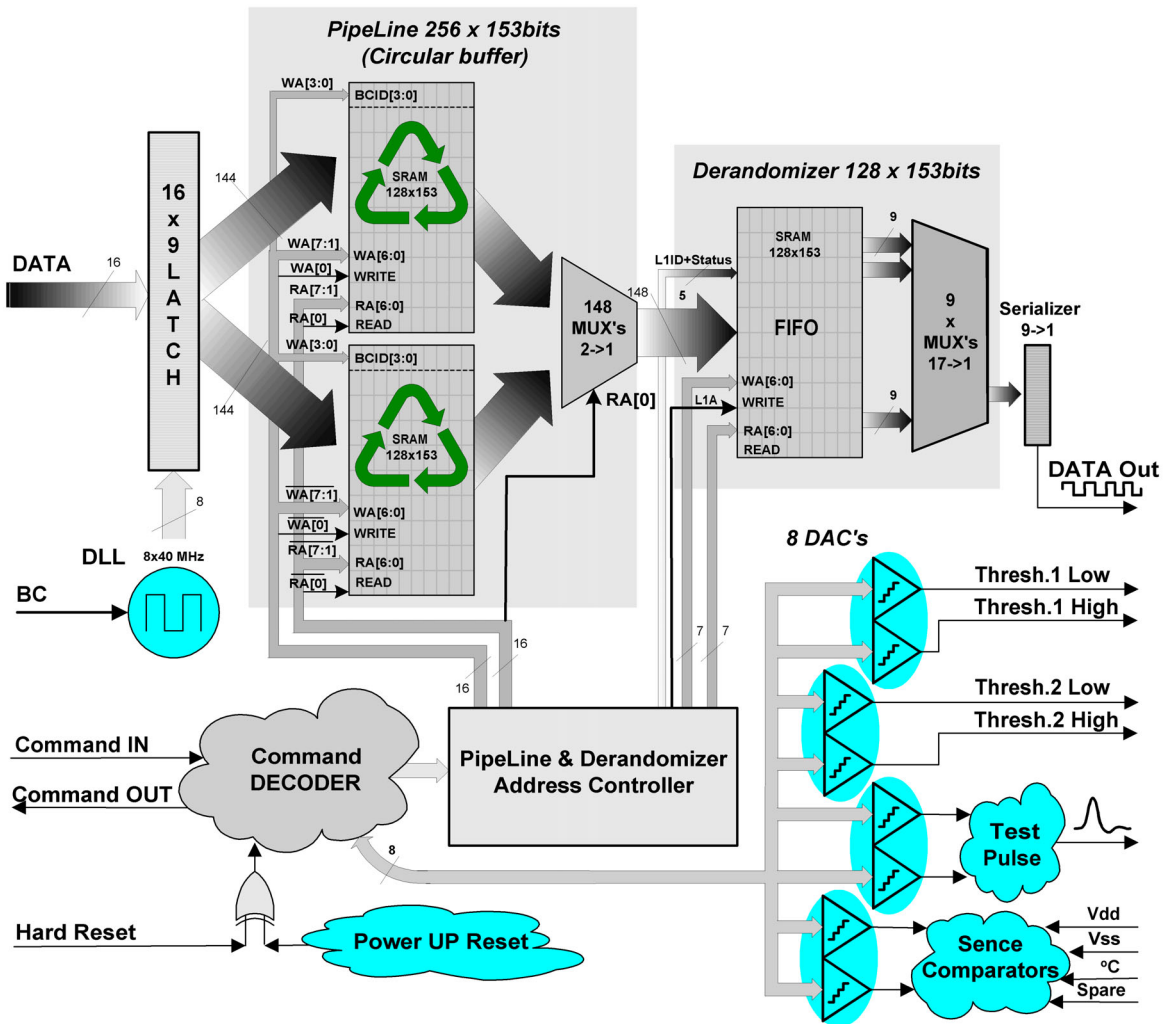 PipeLine 256 x 153bits
(Circular buffer)
WA[3:0]
BCID[3:0]
144
SRAM
128x153
WA[7:1]
WA[6:0]
WA[0]
WRITE
RA[7:1]
RA[6:0]
RA[0]
READ
WA[3:0]
BCID[3:0]
144
SRAM
128x153
WA[7:1]
WA[6:0]
WA[0]
WRITE
RA[7:1]
RA[6:0]
RA[0]
READ
DATA
16
16
x
9
L
A
T
C
H
8
DLL
8x40 MHz
BC
148
MUX's
2->1
RA[0]
Derandomizer 128 x 153bits
L1ID+Status
148
5
SRAM
128x153
FIFO
WA[6:0]
L1A
WRITE
RA[6:0]
READ
9
9
9
x
MUX's
17->1
Serializer
9->1
DATA Out
16
16
7
7
Command IN
Command OUT
Command
DECODER
PipeLine & Derandomizer
Address Controller
8
Hard Reset
Power UP Reset
8 DAC's
Thresh.1 Low
Thresh.1 High
Thresh.2 Low
Thresh.2 High
Test
Pulse
Sence
Comparators
Vdd
Vss
ºC
Spare